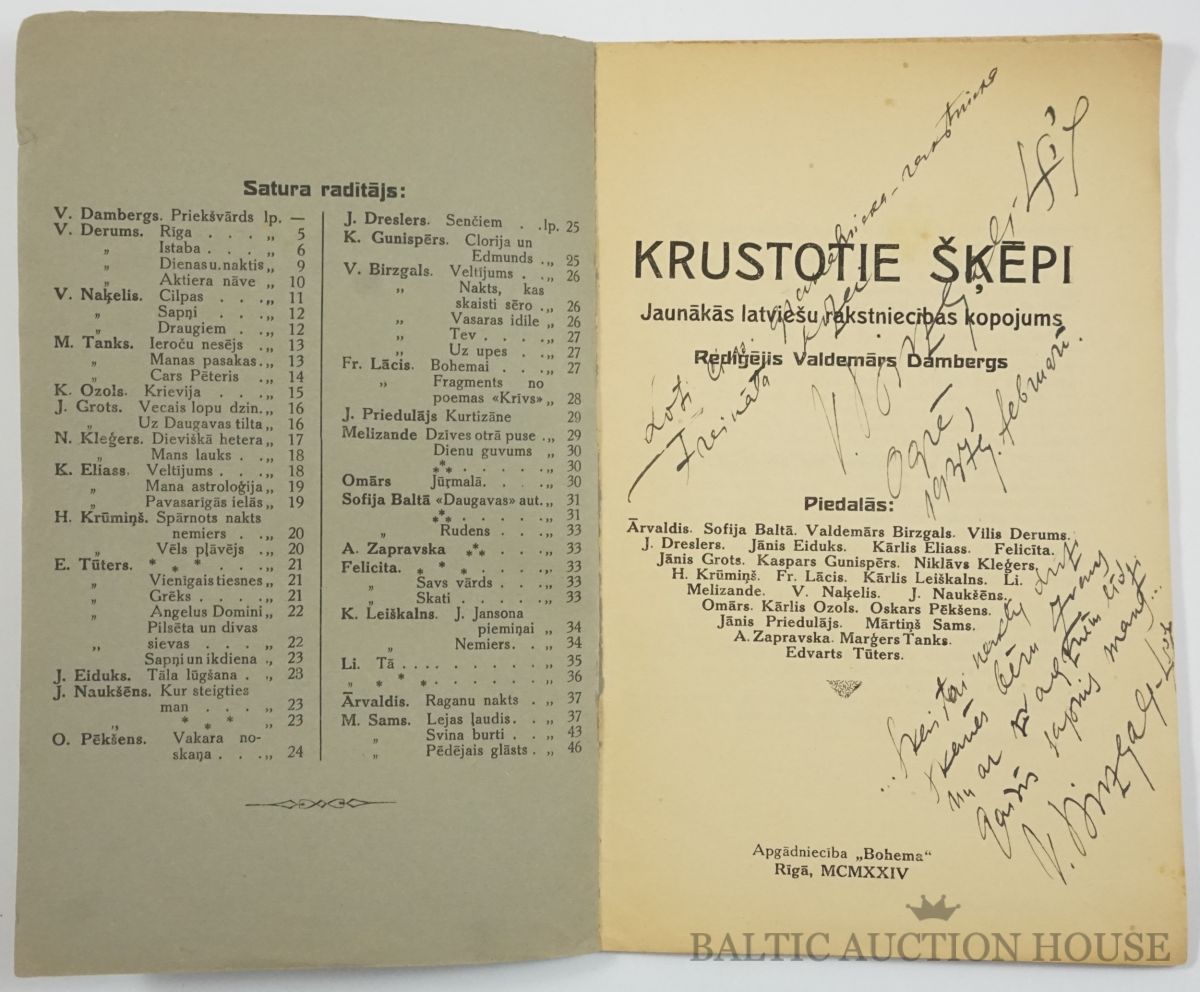 Satura raditājs:
V. Dambergs. Priekšvārds lp. —
V. Derums. Rīga . . . „ 5
„ Istaba . . . „ 6
„ Dienas u. naktis „ 9
„ Aktiera nāve „ 10
V. Naķelis. Cilpas . . . „ 11
„ Sapņi . . . „ 12
„ Draugiem . . „ 12
M. Tanks. Ieroču nesējs . „ 13
„ Manas pasakas . „ 13
„ Cars Pēteris . „ 14
K. Ozols. Krievija . . „ 15
J. Grots. Vecais lopu dzin. „ 16
„ Uz Daugavas tilta „ 16
N. Kleģers. Dieviškā hetera „ 17
„ Mans lauks . . „ 18
K. Eliass. Veltījums . . „ 18
„ Mana astroloģija „ 19
„ Pavasarīgās ielās „ 19
H. Krūmiņš. Spārnots nakts
nemiers . . „ 20
„ Vēls pļāvējs . „ 20
E. Tūters. * * * . . „ 21
„ Vienīgais tiesnes „ 21
„ Grēks . . . „ 21
„ Angelus Domini „ 22
Pilsēta un divas
„ sievas . . . „ 22
Sapņi un ikdiena „ 23
J. Eiduks. Tāla lūgšana . „ 23
J. Naukšēns. Kur steigties
man . . . „ 23
„ * * * „ 23
O. Pēkšens. Vakara no-
skaņa . . . „ 24
J. Dreslers. Senčiem . . lp. 25
K. Gunispērs. Clorija un
Edmunds . „ 25
V. Birzgals. Veltījums . . „ 26
„ Nakts, kas
skaisti sēro . „ 26
„ Vasaras idile . „ 26
„ Tev . . . . „ 27
„ Uz upes . . „ 27
Fr. Lācis. Bohemai . . . „ 27
„ Fragments no
poemas «Krīvs» „ 28
J. Priedulājs Kurtizāne 29
Melizande Dzīves otrā puse . „ 29
Dienu guvums „ 30
*** . . . „ 30
Omārs Jūrmalā. . . „ 30
Sofija Baltā «Daugavas» aut. „ 31
*** . . . „ 31
„ Rudens . . . „ 33
A. Zapravska *** . . . „ 33
Felicita. * * * . . . „ 33
„ Savs vārds . . . „ 33
„ Skati . . . . „ 33
K. Leiškalns. J. Jansona
piemiņai „ 34
„ Nemiers. . . „ 34
Li. Tā . . . . . . „ 35
„ * * * . . . . „ 36
Ārvaldis. Raganu nakts . . „ 37
M. Sams. Lejas ļaudis. . . „ 37
„ Svina burti . . „ 43
„ Pēdējais glāsts . „ 46
KRUSTOTIE ŠĶĒPI
Jaunākās latviešu rakstniecības kopojums
Rediģējis Valdemārs Dambergs
Ogrē
Piedalās:
Ārvaldis. Sofija Baltā. Valdemārs Birzgals. Vilis Derums.
J. Dreslers. Jānis Eiduks. Kārlis Eliass. Felicīta.
Jānis Grots. Kaspars Gunispērs. Niklāvs Kleģers.
H. Krūmiņš. Fr. Lācis. Kārlis Leiškalns. Li.
Melizande. V. Naķelis. J. Naukšēns.
Omārs. Kārlis Ozols. Oskars Pēkšens.
Jānis Priedulājs. Mārtiņš Sams.
A. Zapravska. Marģers Tanks.
Edvarts Tūters.
Apgādniecība „Bohema“
Rīgā, MCMXXIV
BALTIC AUCTION HOUSE